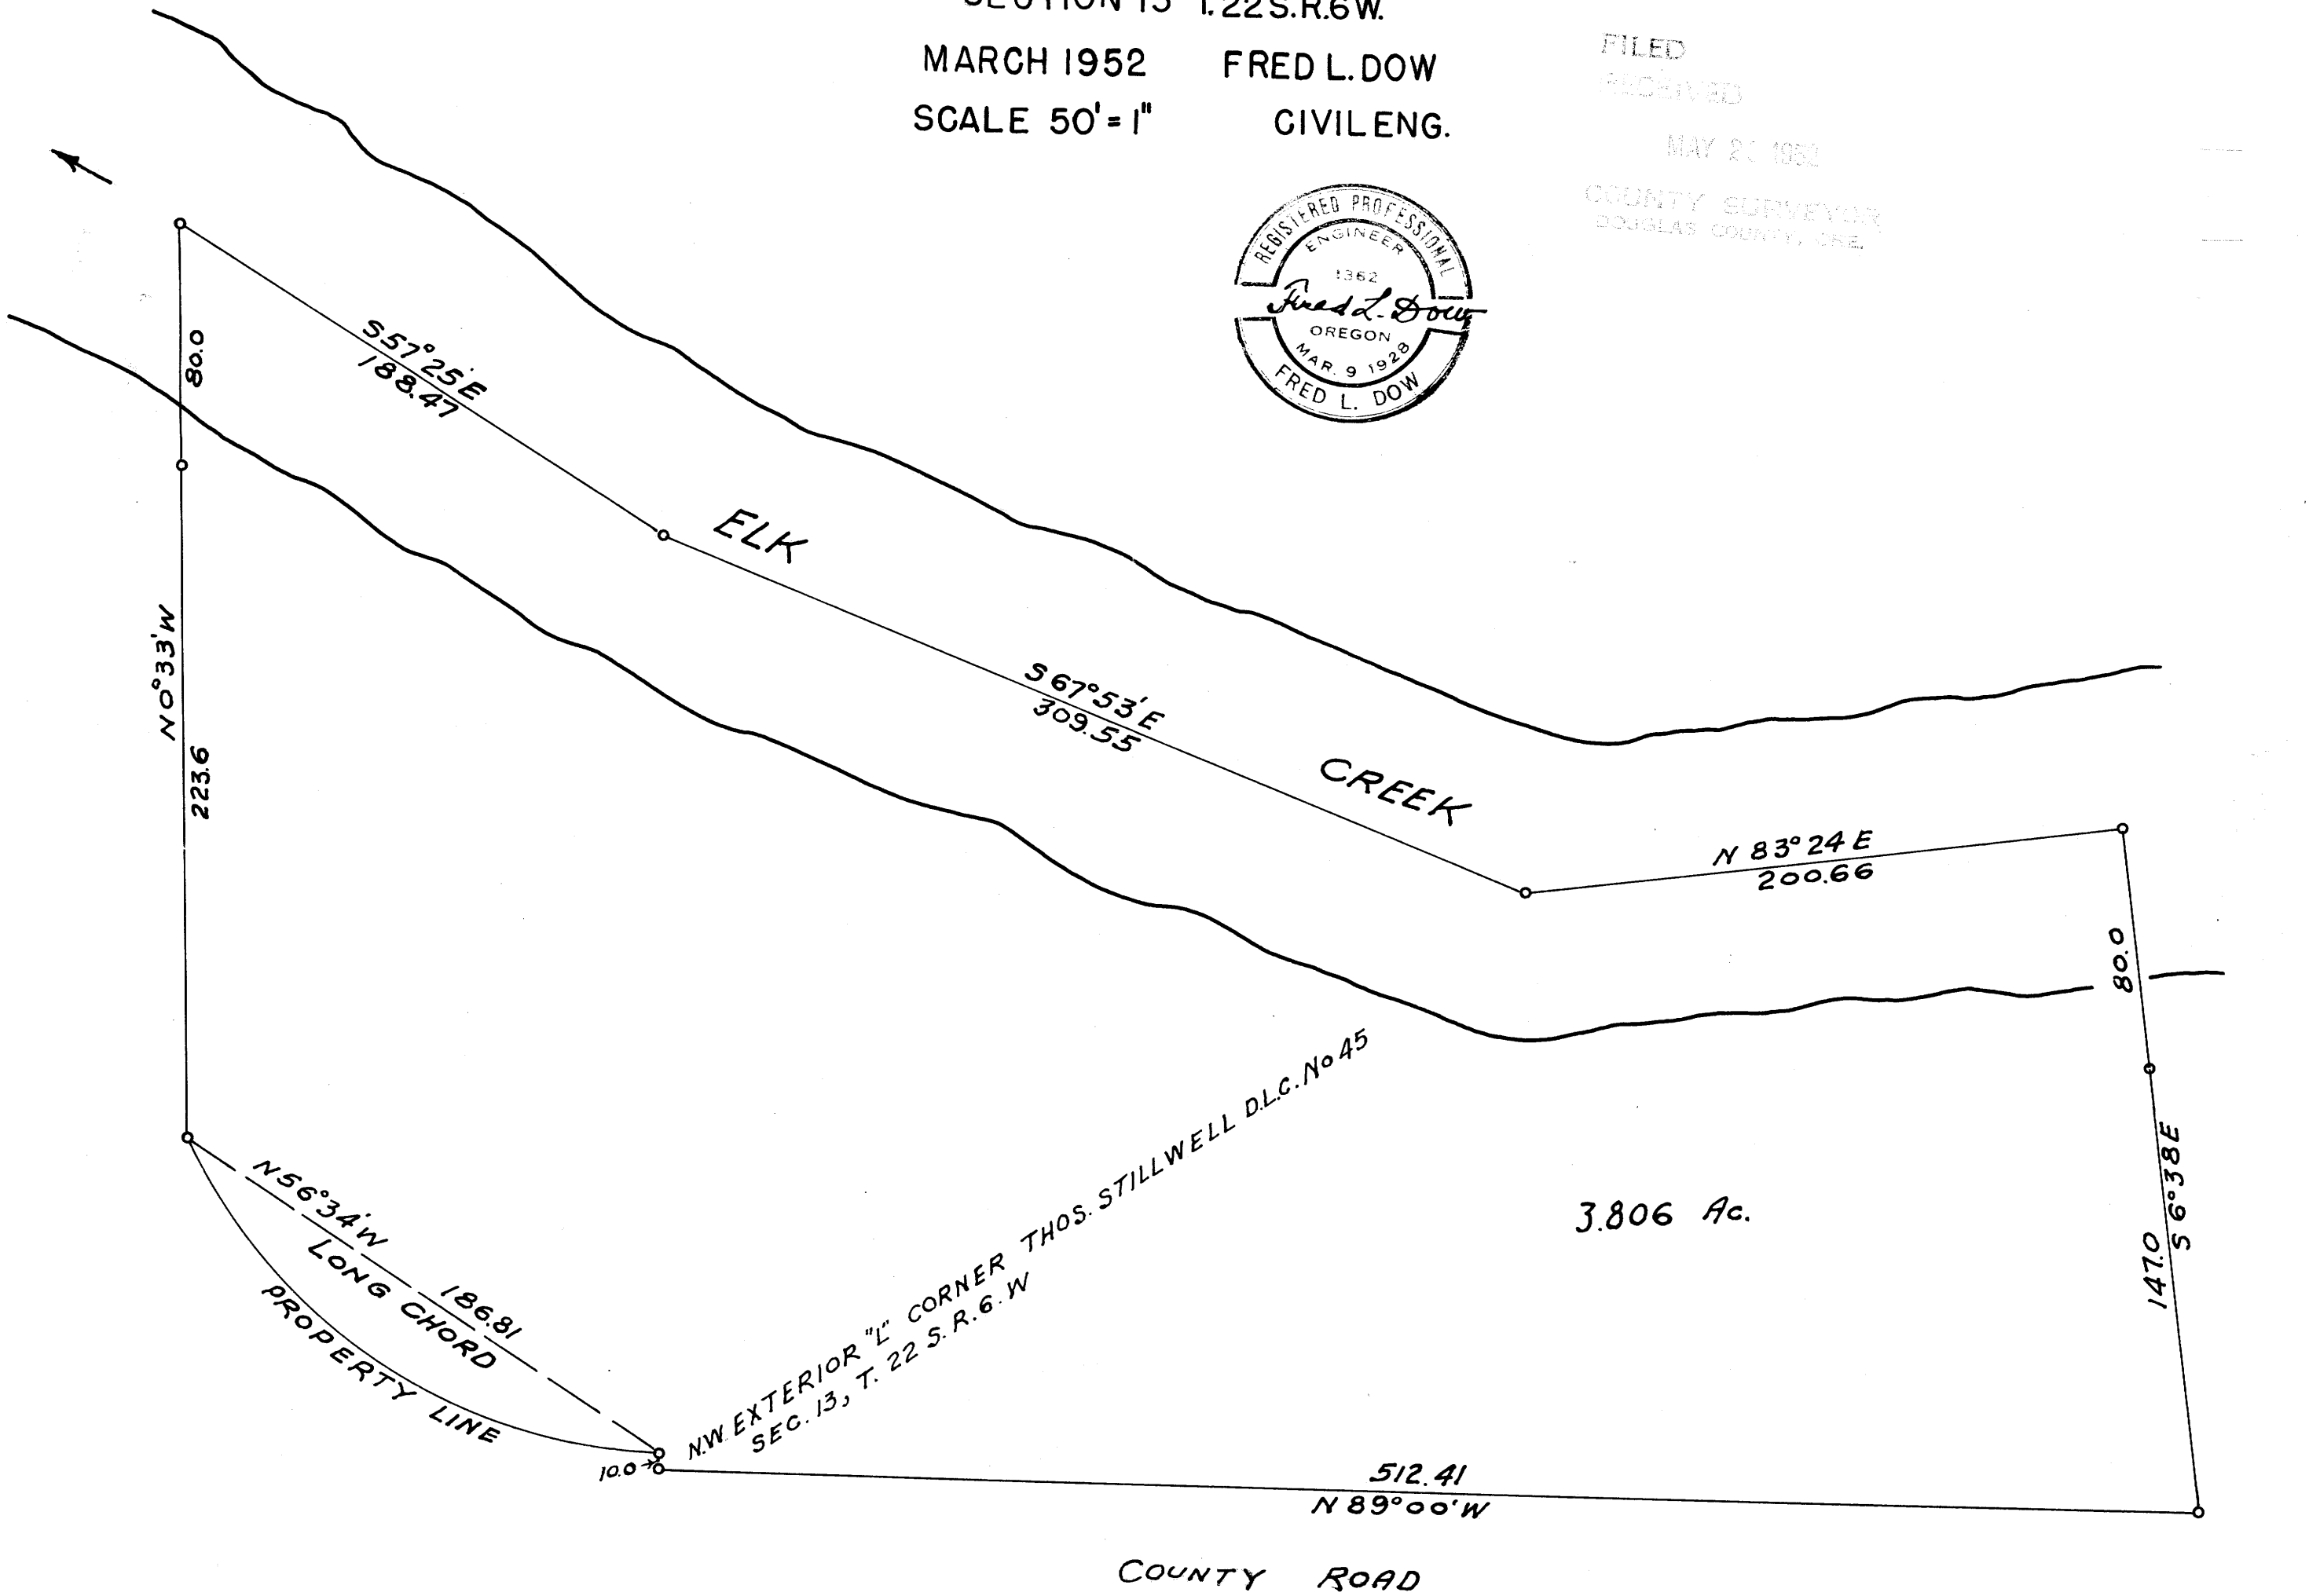 SECTION 13 T.22S.R.6W.
MARCH 1952 FRED L. DOW
SCALE 50'=1" CIVIL ENG.
FILED
RECEIVED
MAY 1952
COUNTY SURVEYOR
DOUGLAS COUNTY, ORE.
REGISTERED PROFESSIONAL
ENGINEER
1362
Fred L. Dow
OREGON
MAR. 9 1928
FRED L. DOW
80.0
S57°25'E
188.47
ELK
N0°33'W
223.6
S67°53'E
309.55
CREEK
N 83°24 E
200.66
80.0
147.0
S 6°38E
N56°34'W
186.81
LONG CHORD
PROPERTY LINE
N.W. EXTERIOR "L" CORNER THOS. STILLWELL D.L.C. No 45
SEC. 13, T. 22 S. R. 6. W
3.806 Ac.
10.0
512.41
N 89°00'W
COUNTY ROAD